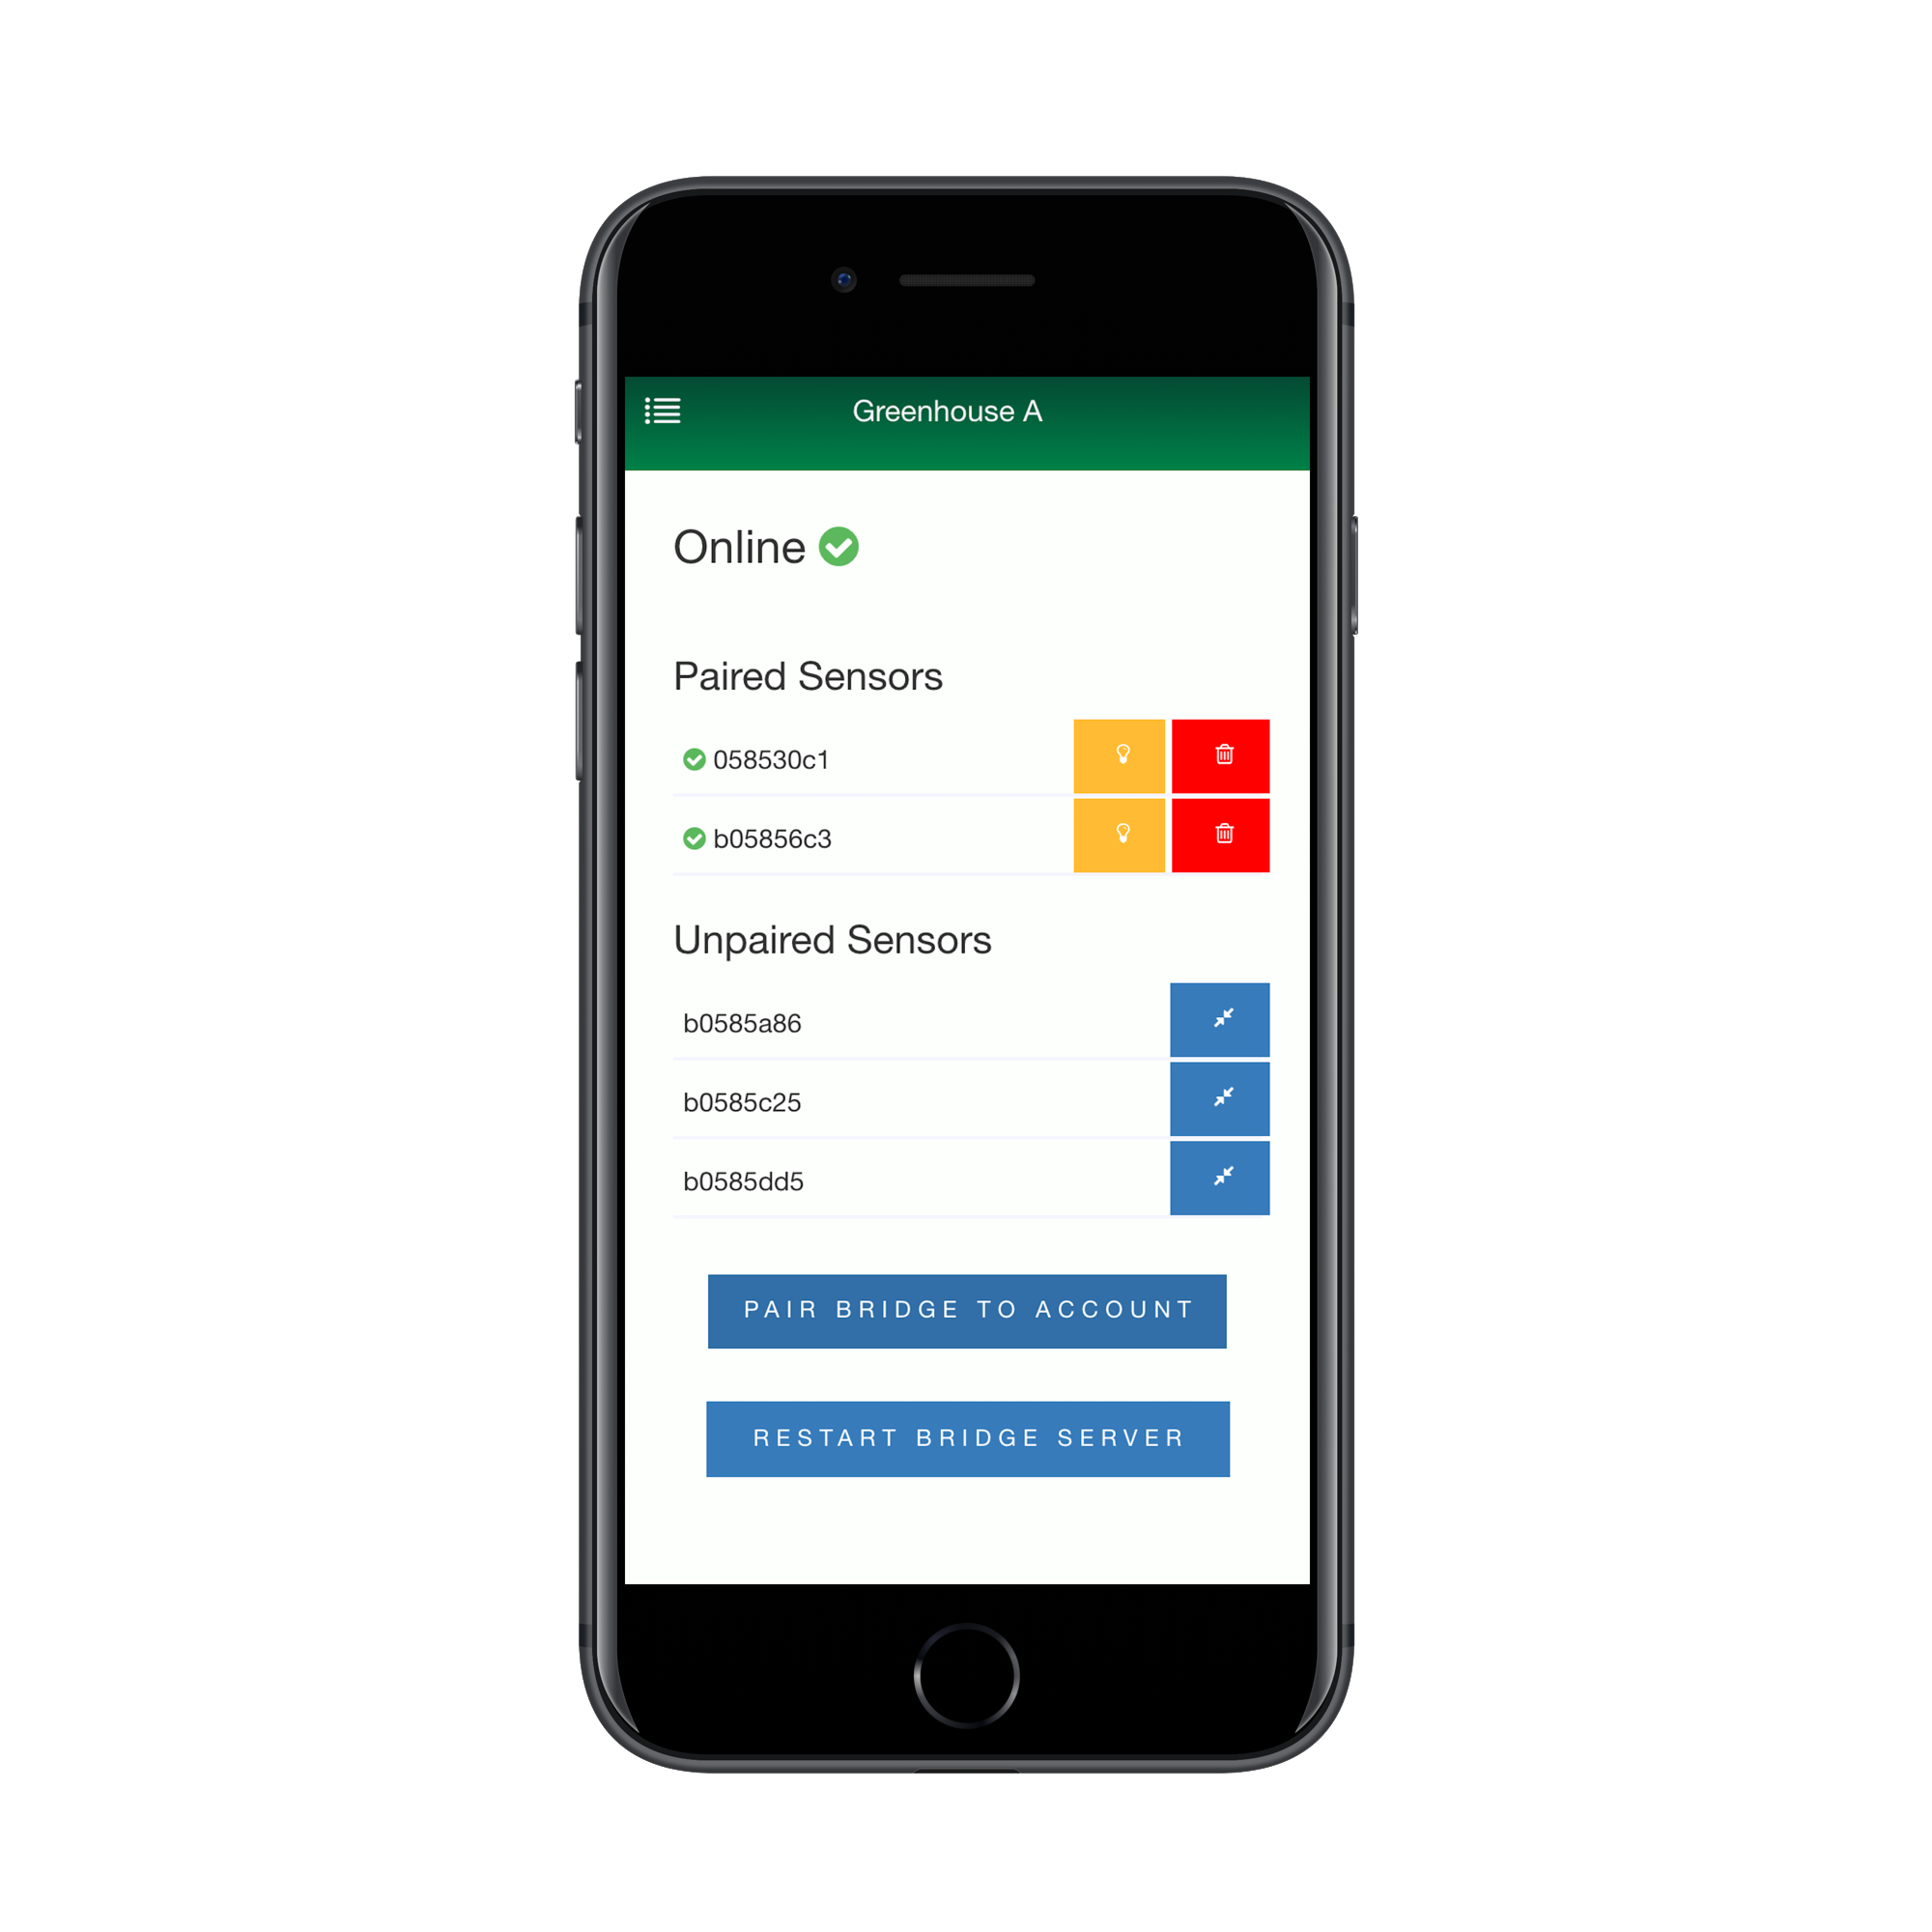 Greenhouse A
Online
Paired Sensors
058530c1
b05856c3
Unpaired Sensors
b0585a86
b0585c25
b0585dd5
PAIR BRIDGE TO ACCOUNT
RESTART BRIDGE SERVER